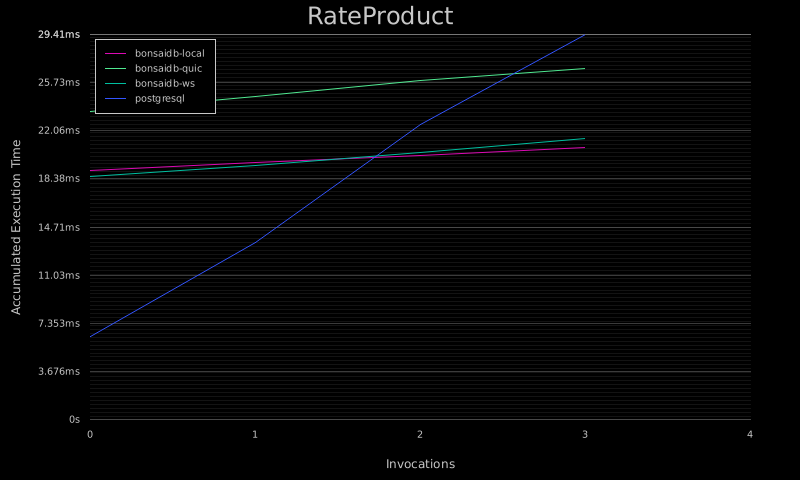 RateProduct
29.41ms
bonsaidb-local
bonsaidb-quic
bonsaidb-ws
postgresql
25.73ms
22.06ms
18.38ms
14.71ms
11.03ms
7.353ms
3.676ms
0s
Accumulated Execution Time
0 1 2 3 4
Invocations